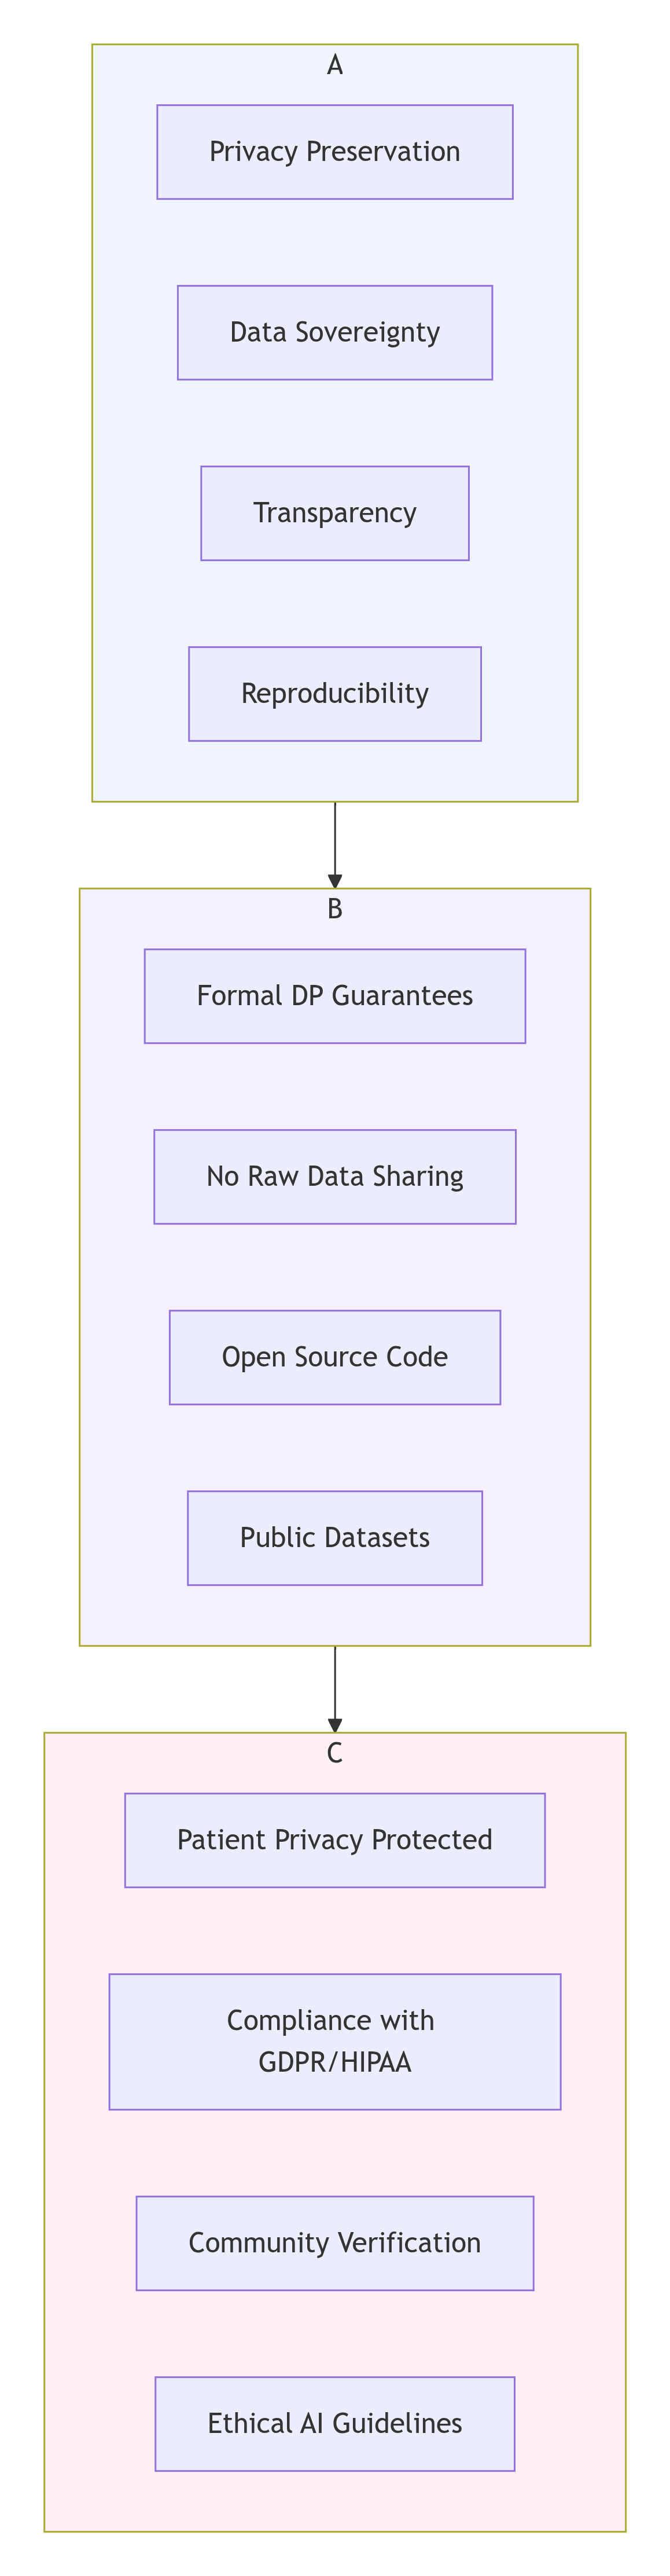 A
Privacy Preservation
Data Sovereignty
Transparency
Reproducibility
B
Formal DP Guarantees
No Raw Data Sharing
Open Source Code
Public Datasets
C
Patient Privacy Protected
Compliance with
GDPR/HIPAA
Community Verification
Ethical AI Guidelines